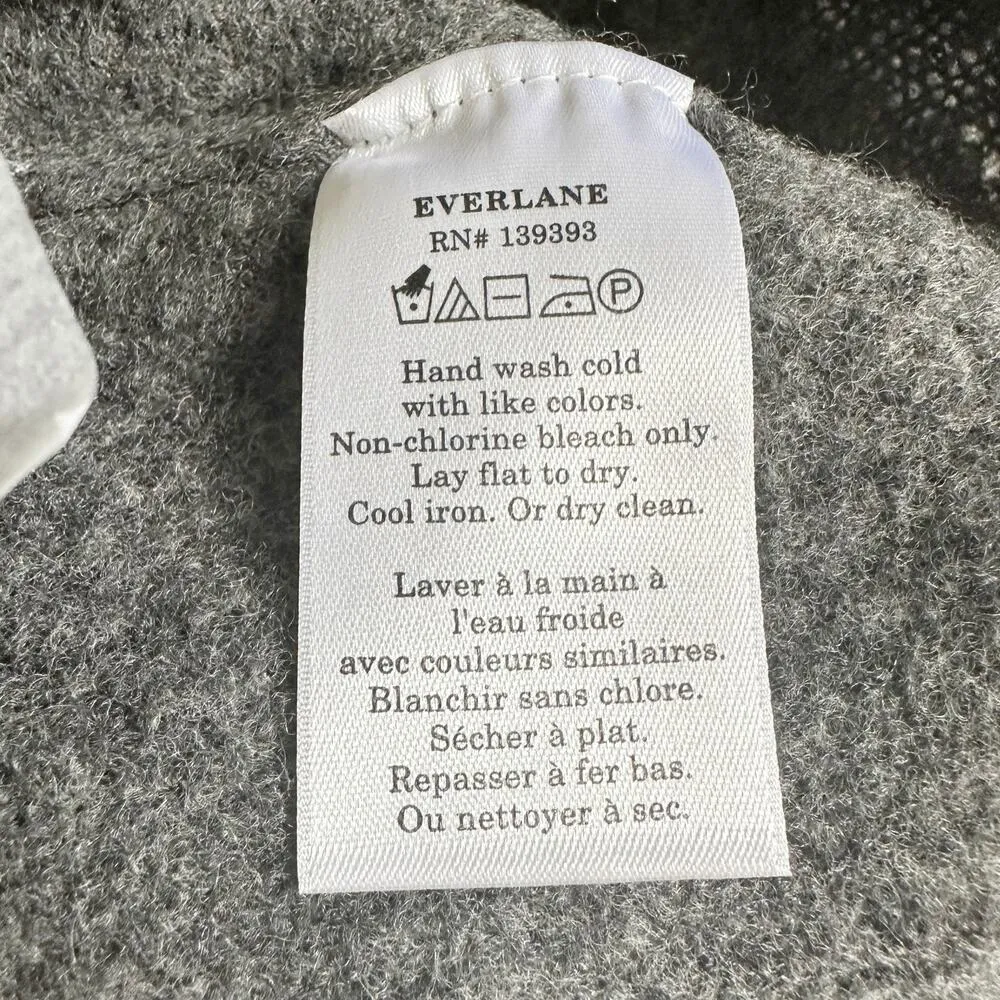 EVERLANE
RN# 139393
P
Hand wash cold
with like colors.
Non-chlorine bleach only.
Lay flat to dry.
Cool iron. Or dry clean.
Laver à la main à
l'eau froide
avec couleurs similaires.
Blanchir sans chlore.
Sécher à plat.
Repasser à fer bas.
Ou nettoyer à sec.